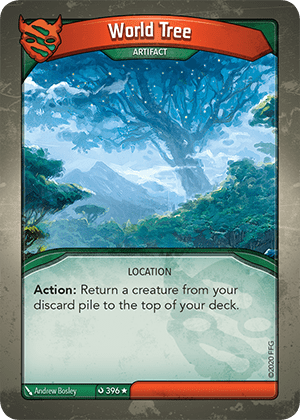 World Tree
ARTIFACT
LOCATION
Action: Return a creature from your
discard pile to the top of your deck.
Andrew Bosley
396
©2020 FFG